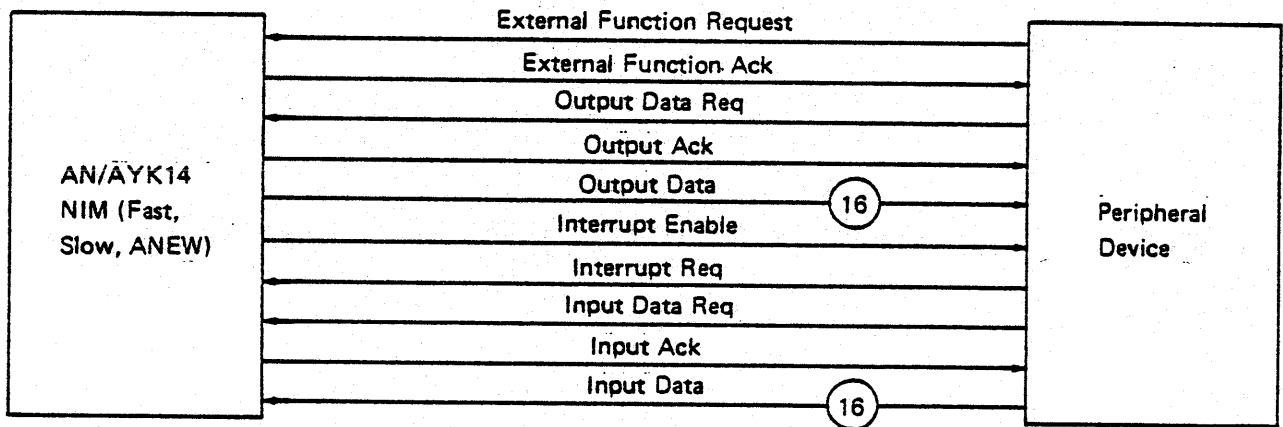 External Function Request
External Function Ack
Output Data Req
Output Ack
Output Data
16
Interrupt Enable
Interrupt Req
Input Data Req
Input Ack
Input Data
16
AN/AYK14
NIM (Fast,
Slow, ANEW)
Peripheral
Device